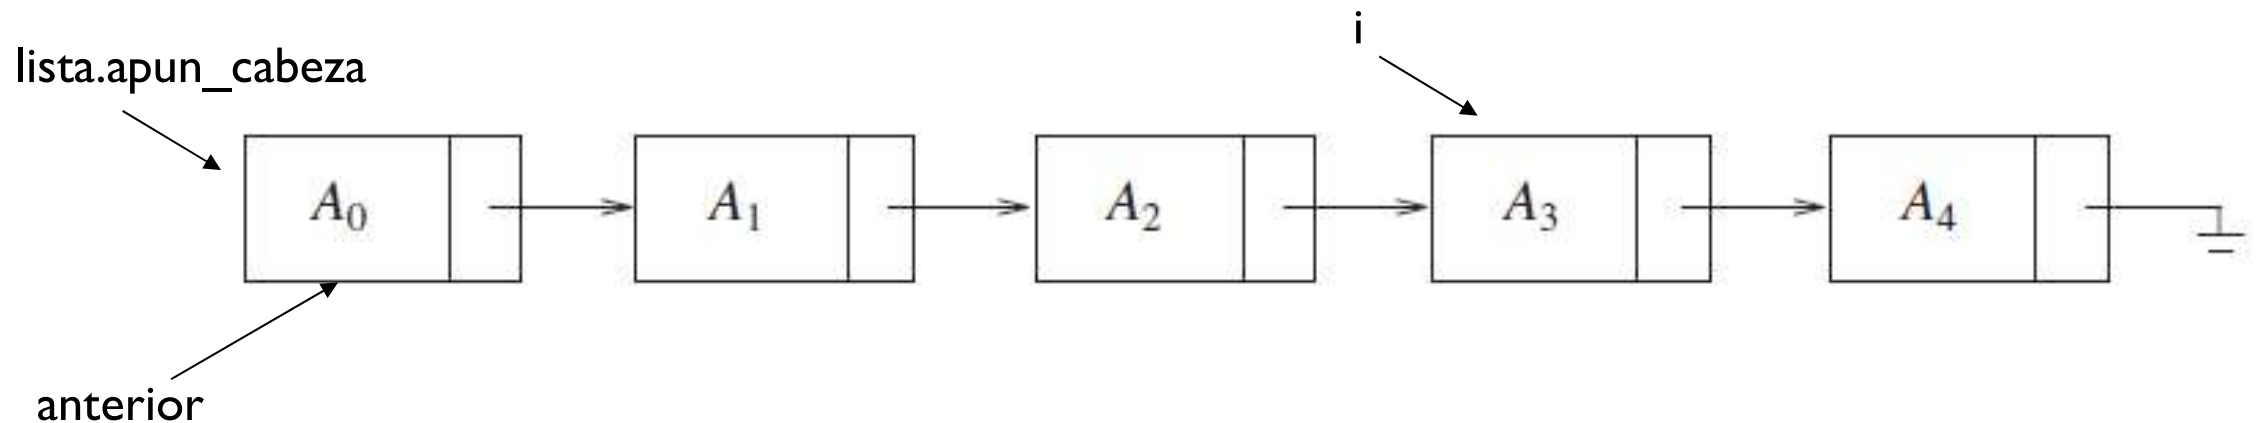 i
lista.apun_cabeza
A₀ A₁ A₂ A₃ A₄
anterior